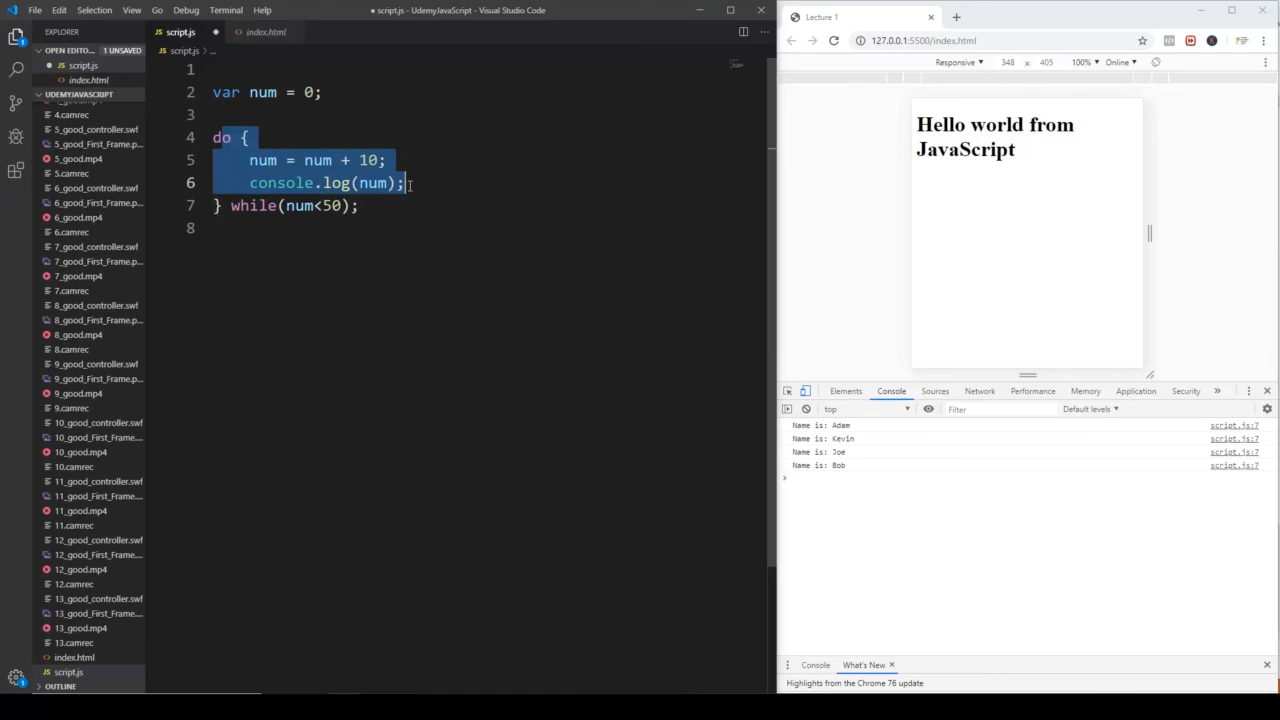 File Edit Selection View Go Debug Terminal Help
● script.js - UdemyJavaScript - Visual Studio Code
EXPLORER
OPEN EDITO... 1 UNSAVED
script.js
index.html
UDEMYJAVASCRIPT
4.camrec
5_good_controller.swf
5_good_First_Frame.p...
5_good.mp4
5.camrec
6_good_controller.swf
6_good_First_Frame.p...
6_good.mp4
6.camrec
7_good_controller.swf
7_good_First_Frame.p...
7_good.mp4
7.camrec
8_good_controller.swf
8_good_First_Frame.p...
8_good.mp4
8.camrec
9_good_controller.swf
9_good_First_Frame.p...
9_good.mp4
9.camrec
10_good_controller.swf
10_good_First_Frame....
10_good.mp4
10.camrec
11_good_controller.swf
11_good_First_Frame....
11_good.mp4
11.camrec
12_good_controller.swf
12_good_First_Frame....
12_good.mp4
12.camrec
13_good_controller.swf
13_good_First_Frame....
13_good.mp4
13.camrec
index.html
script.js
OUTLINE
script.js index.html
script.js > ...
1
2 var num = 0;
3
4 do {
5 num = num + 10;
6 console.log(num);
7 } while(num<50);
8
Lecture 1
127.0.0.1:5500/index.html
Responsive 348 x 405 100% Online
Hello world from
JavaScript
Elements Console Sources Network Performance Memory Application Security »
top Filter Default levels
Name is: Adam script.js:7
Name is: Kevin script.js:7
Name is: Joe script.js:7
Name is: Bob script.js:7
Console What's New
Highlights from the Chrome 76 update